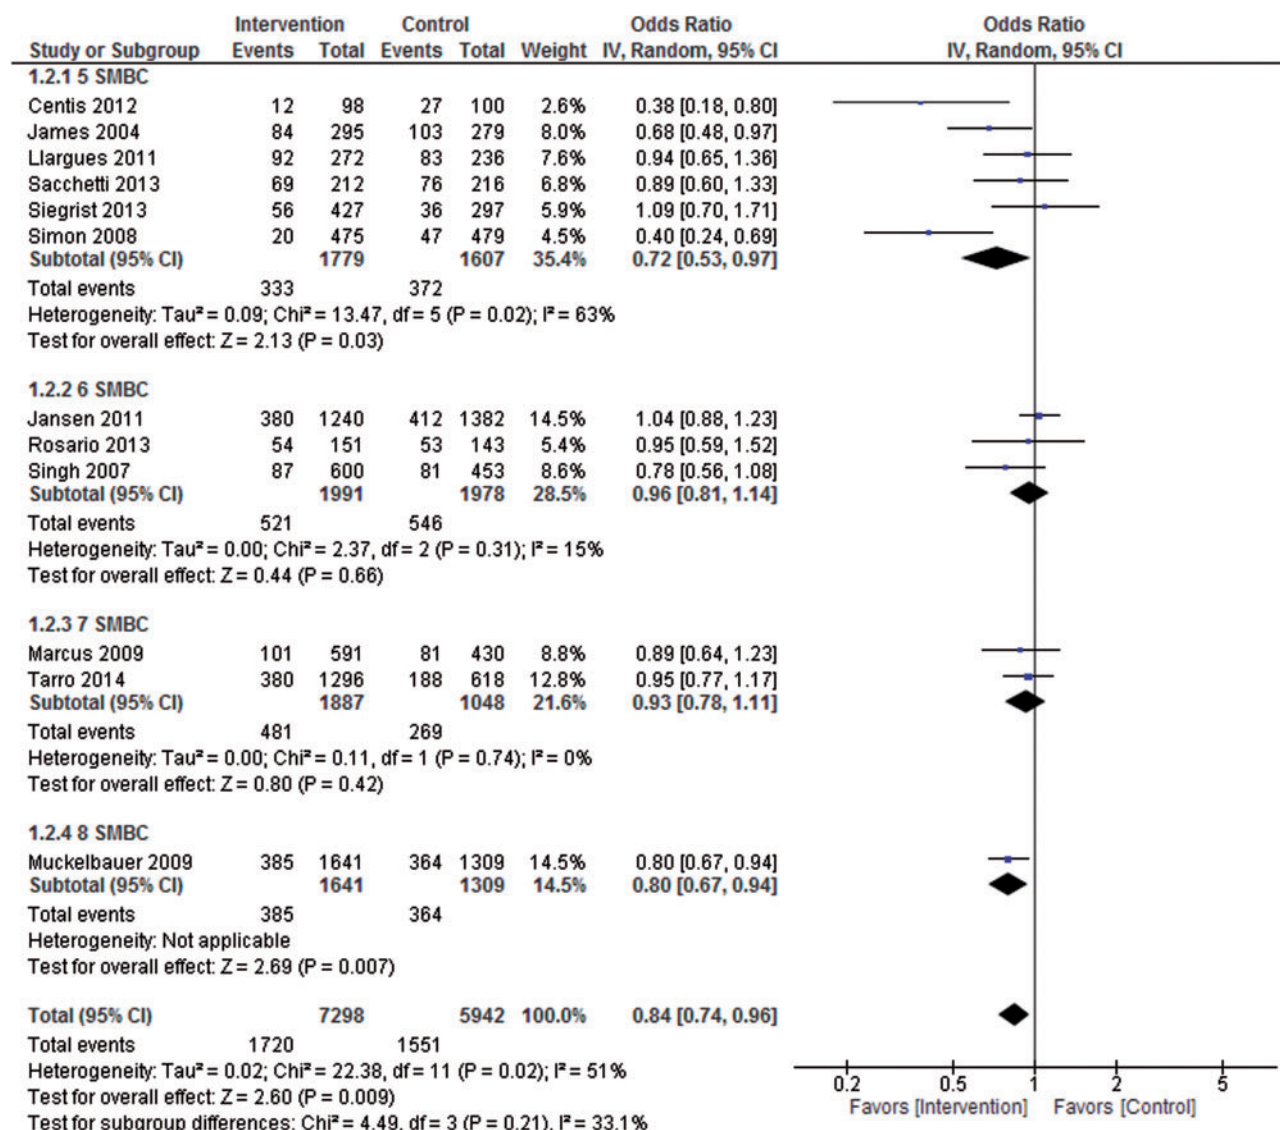 Intervention Control Odds Ratio Odds Ratio
Study or Subgroup Events Total Events Total Weight IV, Random, 95% CI IV, Random, 95% CI
1.2.1 5 SMBC
Centis 2012 12 98 27 100 2.6% 0.38 [0.18, 0.80]
James 2004 84 295 103 279 8.0% 0.68 [0.48, 0.97]
Llargues 2011 92 272 83 236 7.6% 0.94 [0.65, 1.36]
Sacchetti 2013 69 212 76 216 6.8% 0.89 [0.60, 1.33]
Siegrist 2013 56 427 36 297 5.9% 1.09 [0.70, 1.71]
Simon 2008 20 475 47 479 4.5% 0.40 [0.24, 0.69]
Subtotal (95% CI) 1779 1607 35.4% 0.72 [0.53, 0.97]
Total events 333 372
Heterogeneity: Tau² = 0.09; Chi² = 13.47, df = 5 (P = 0.02); I² = 63%
Test for overall effect: Z = 2.13 (P = 0.03)
1.2.2 6 SMBC
Jansen 2011 380 1240 412 1382 14.5% 1.04 [0.88, 1.23]
Rosario 2013 54 151 53 143 5.4% 0.95 [0.59, 1.52]
Singh 2007 87 600 81 453 8.6% 0.78 [0.56, 1.08]
Subtotal (95% CI) 1991 1978 28.5% 0.96 [0.81, 1.14]
Total events 521 546
Heterogeneity: Tau² = 0.00; Chi² = 2.37, df = 2 (P = 0.31); I² = 15%
Test for overall effect: Z = 0.44 (P = 0.66)
1.2.3 7 SMBC
Marcus 2009 101 591 81 430 8.8% 0.89 [0.64, 1.23]
Tarro 2014 380 1296 188 618 12.8% 0.95 [0.77, 1.17]
Subtotal (95% CI) 1887 1048 21.6% 0.93 [0.78, 1.11]
Total events 481 269
Heterogeneity: Tau² = 0.00; Chi² = 0.11, df = 1 (P = 0.74); I² = 0%
Test for overall effect: Z = 0.80 (P = 0.42)
1.2.4 8 SMBC
Muckelbauer 2009 385 1641 364 1309 14.5% 0.80 [0.67, 0.94]
Subtotal (95% CI) 1641 1309 14.5% 0.80 [0.67, 0.94]
Total events 385 364
Heterogeneity: Not applicable
Test for overall effect: Z = 2.69 (P = 0.007)
Total (95% CI) 7298 5942 100.0% 0.84 [0.74, 0.96]
Total events 1720 1551
Heterogeneity: Tau² = 0.02; Chi² = 22.38, df = 11 (P = 0.02); I² = 51%
Test for overall effect: Z = 2.60 (P = 0.009)
Test for subgroup differences: Chi² = 4.49, df = 3 (P = 0.21), I² = 33.1%
0.2 0.5 1 2 5
Favors [Intervention] Favors [Control]